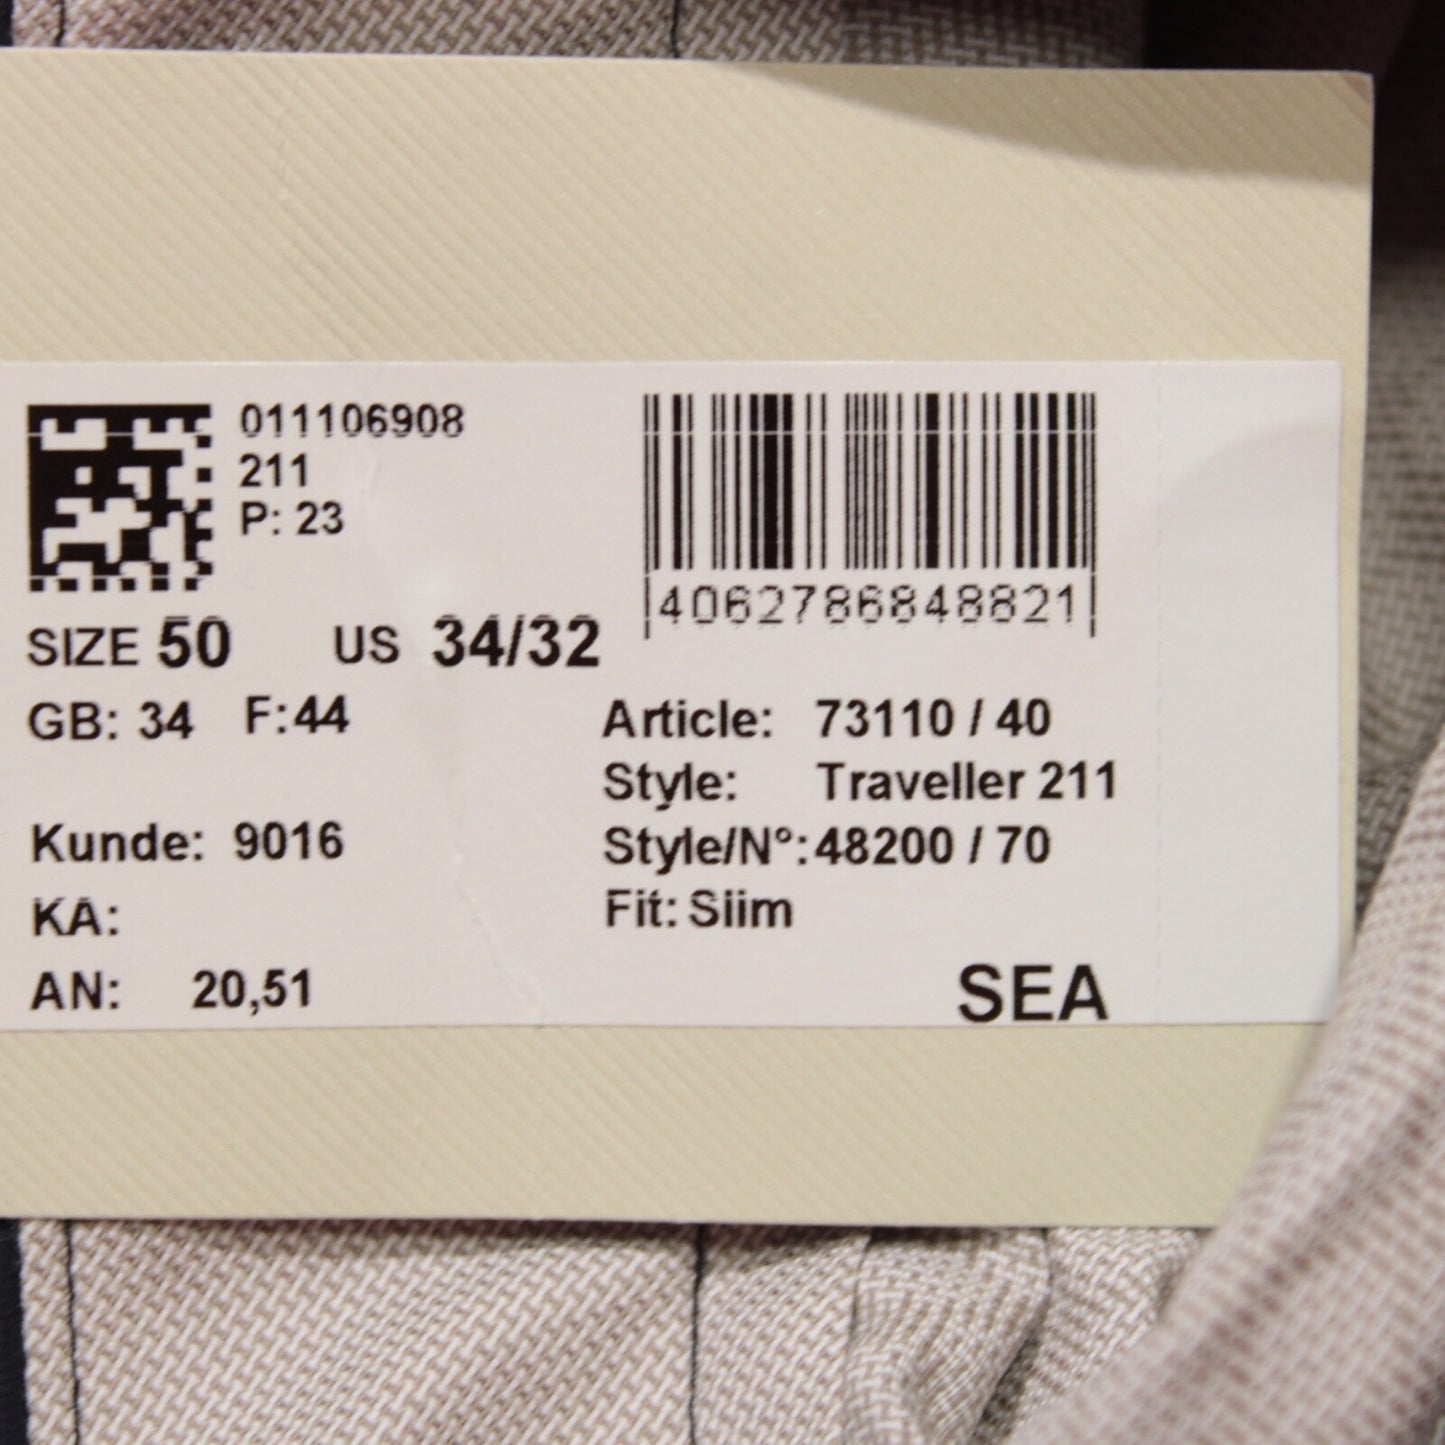 011106908
211
P: 23
4062786848821
SIZE 50 US 34/32
GB: 34 F:44
Article: 73110 / 40
Style: Traveller 211
Kunde: 9016
Style/N°:48200 / 70
KA:
Fit: Slim
AN: 20,51
SEA